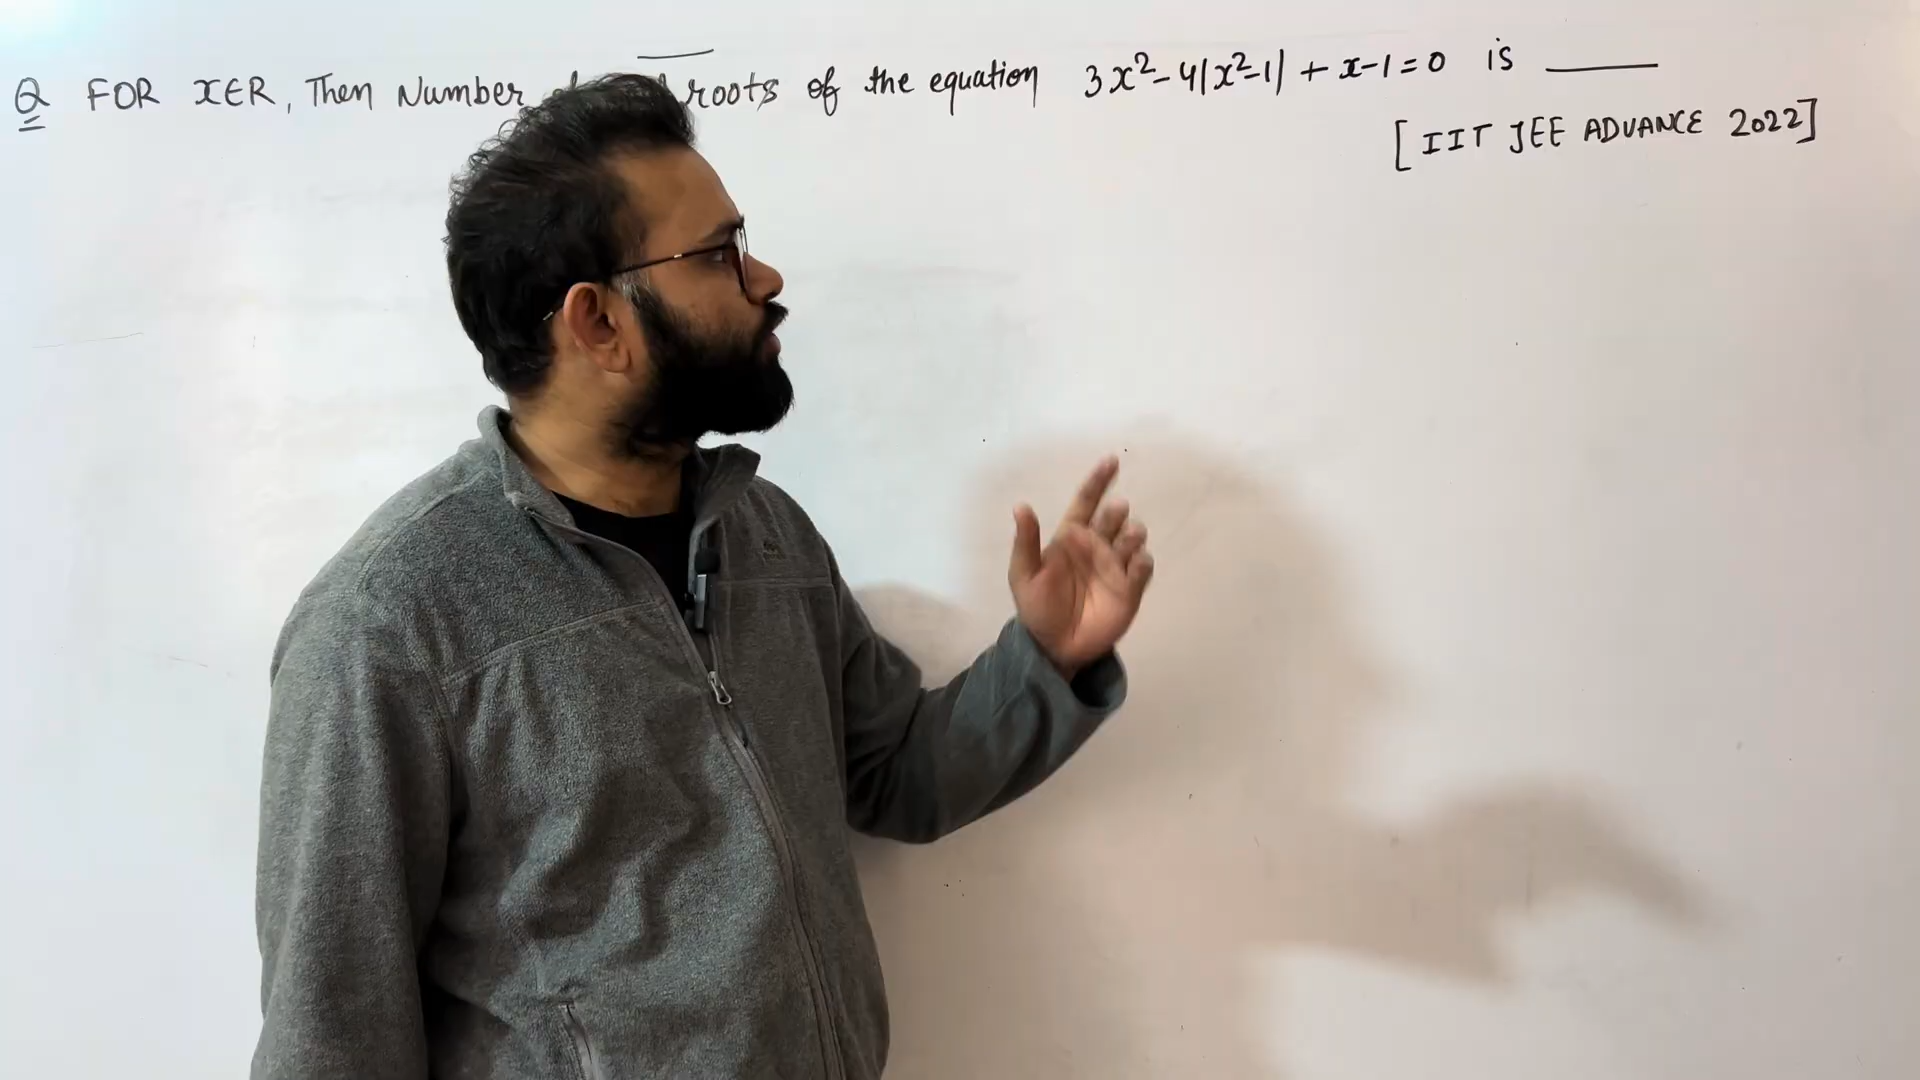 Q FOR XER, Then Number roots of the equation 3x²-4|x²-1| + x-1=0 is ____
[IIT JEE ADVANCE 2022]